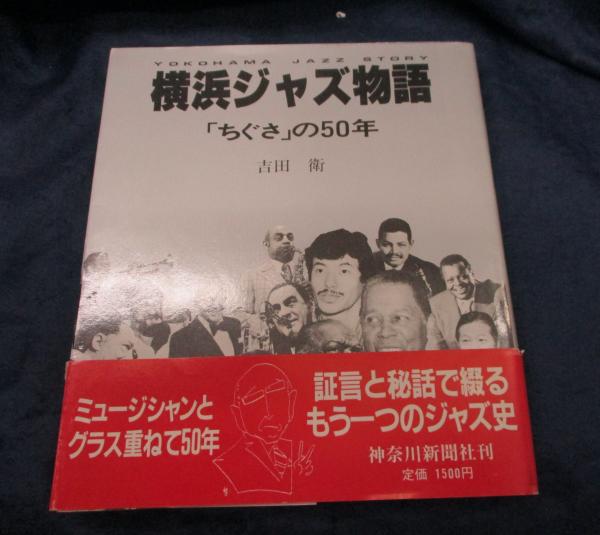 YOKOHAMA JAZZ STORY
横浜ジャズ物語
「ちぐさ」の50年
吉田 衛
ミュージシャンと
グラス重ねて50年
証言と秘話で綴る
もう一つのジャズ史
神奈川新聞社刊
定価 1500円